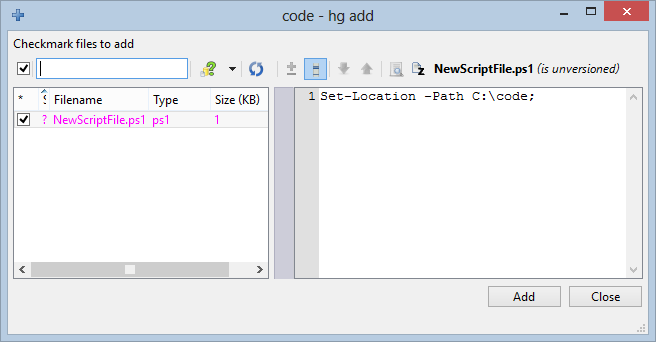 code - hg add
Checkmark files to add
NewScriptFile.ps1 (is unversioned)
* S Filename Type Size (KB)
? NewScriptFile.ps1 ps1 1
1 Set-Location -Path C:\code;
Add Close